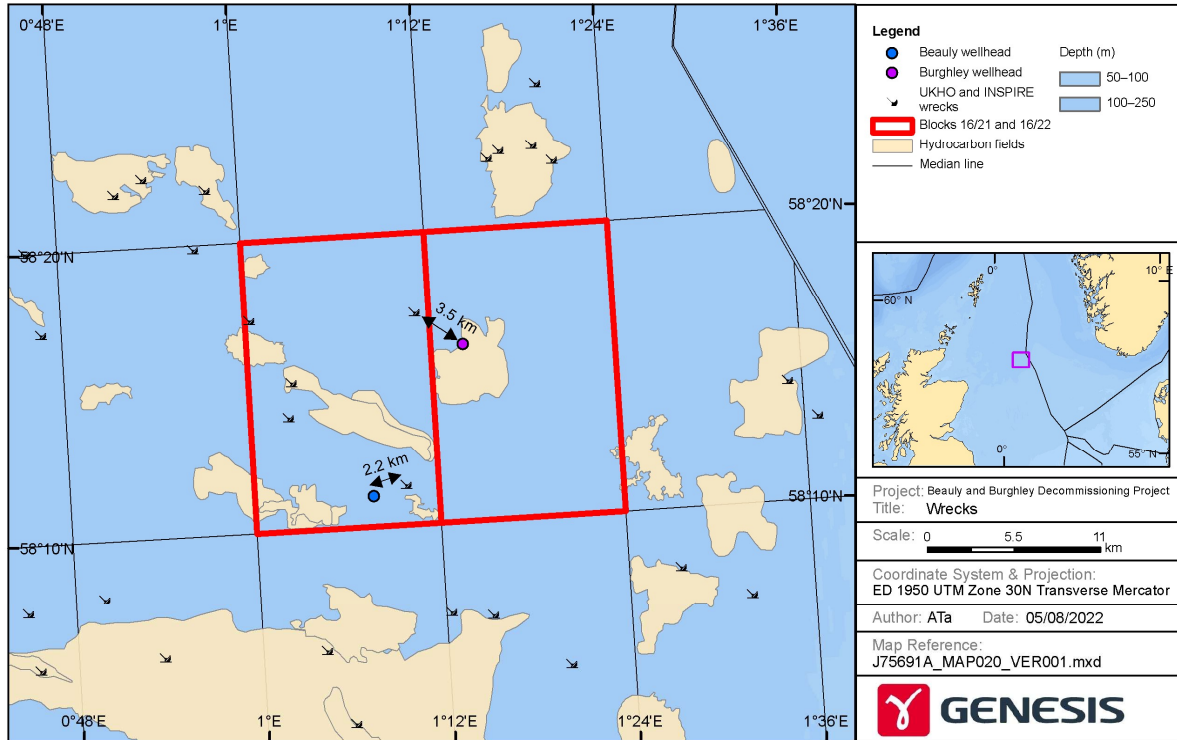 0°48'E
1°E
1°12'E
1°24'E
1°36'E
58°20'N
58°20'N
3.5 km
2.2 km
58°10'N
58°10'N
0°48'E
1°E
1°12'E
1°24'E
1°36'E
Legend
Beauly wellhead
Burghley wellhead
UKHO and INSPIRE
wrecks
Blocks 16/21 and 16/22
Hydrocarbon fields
Median line
Depth (m)
50–100
100–250
0°
10° E
60° N
0°
55° N
Project: Beauly and Burghley Decommissioning Project
Title: Wrecks
Scale: 0 5.5 11
km
Coordinate System & Projection:
ED 1950 UTM Zone 30N Transverse Mercator
Author: ATa Date: 05/08/2022
Map Reference:
J75691A_MAP020_VER001.mxd
GENESIS